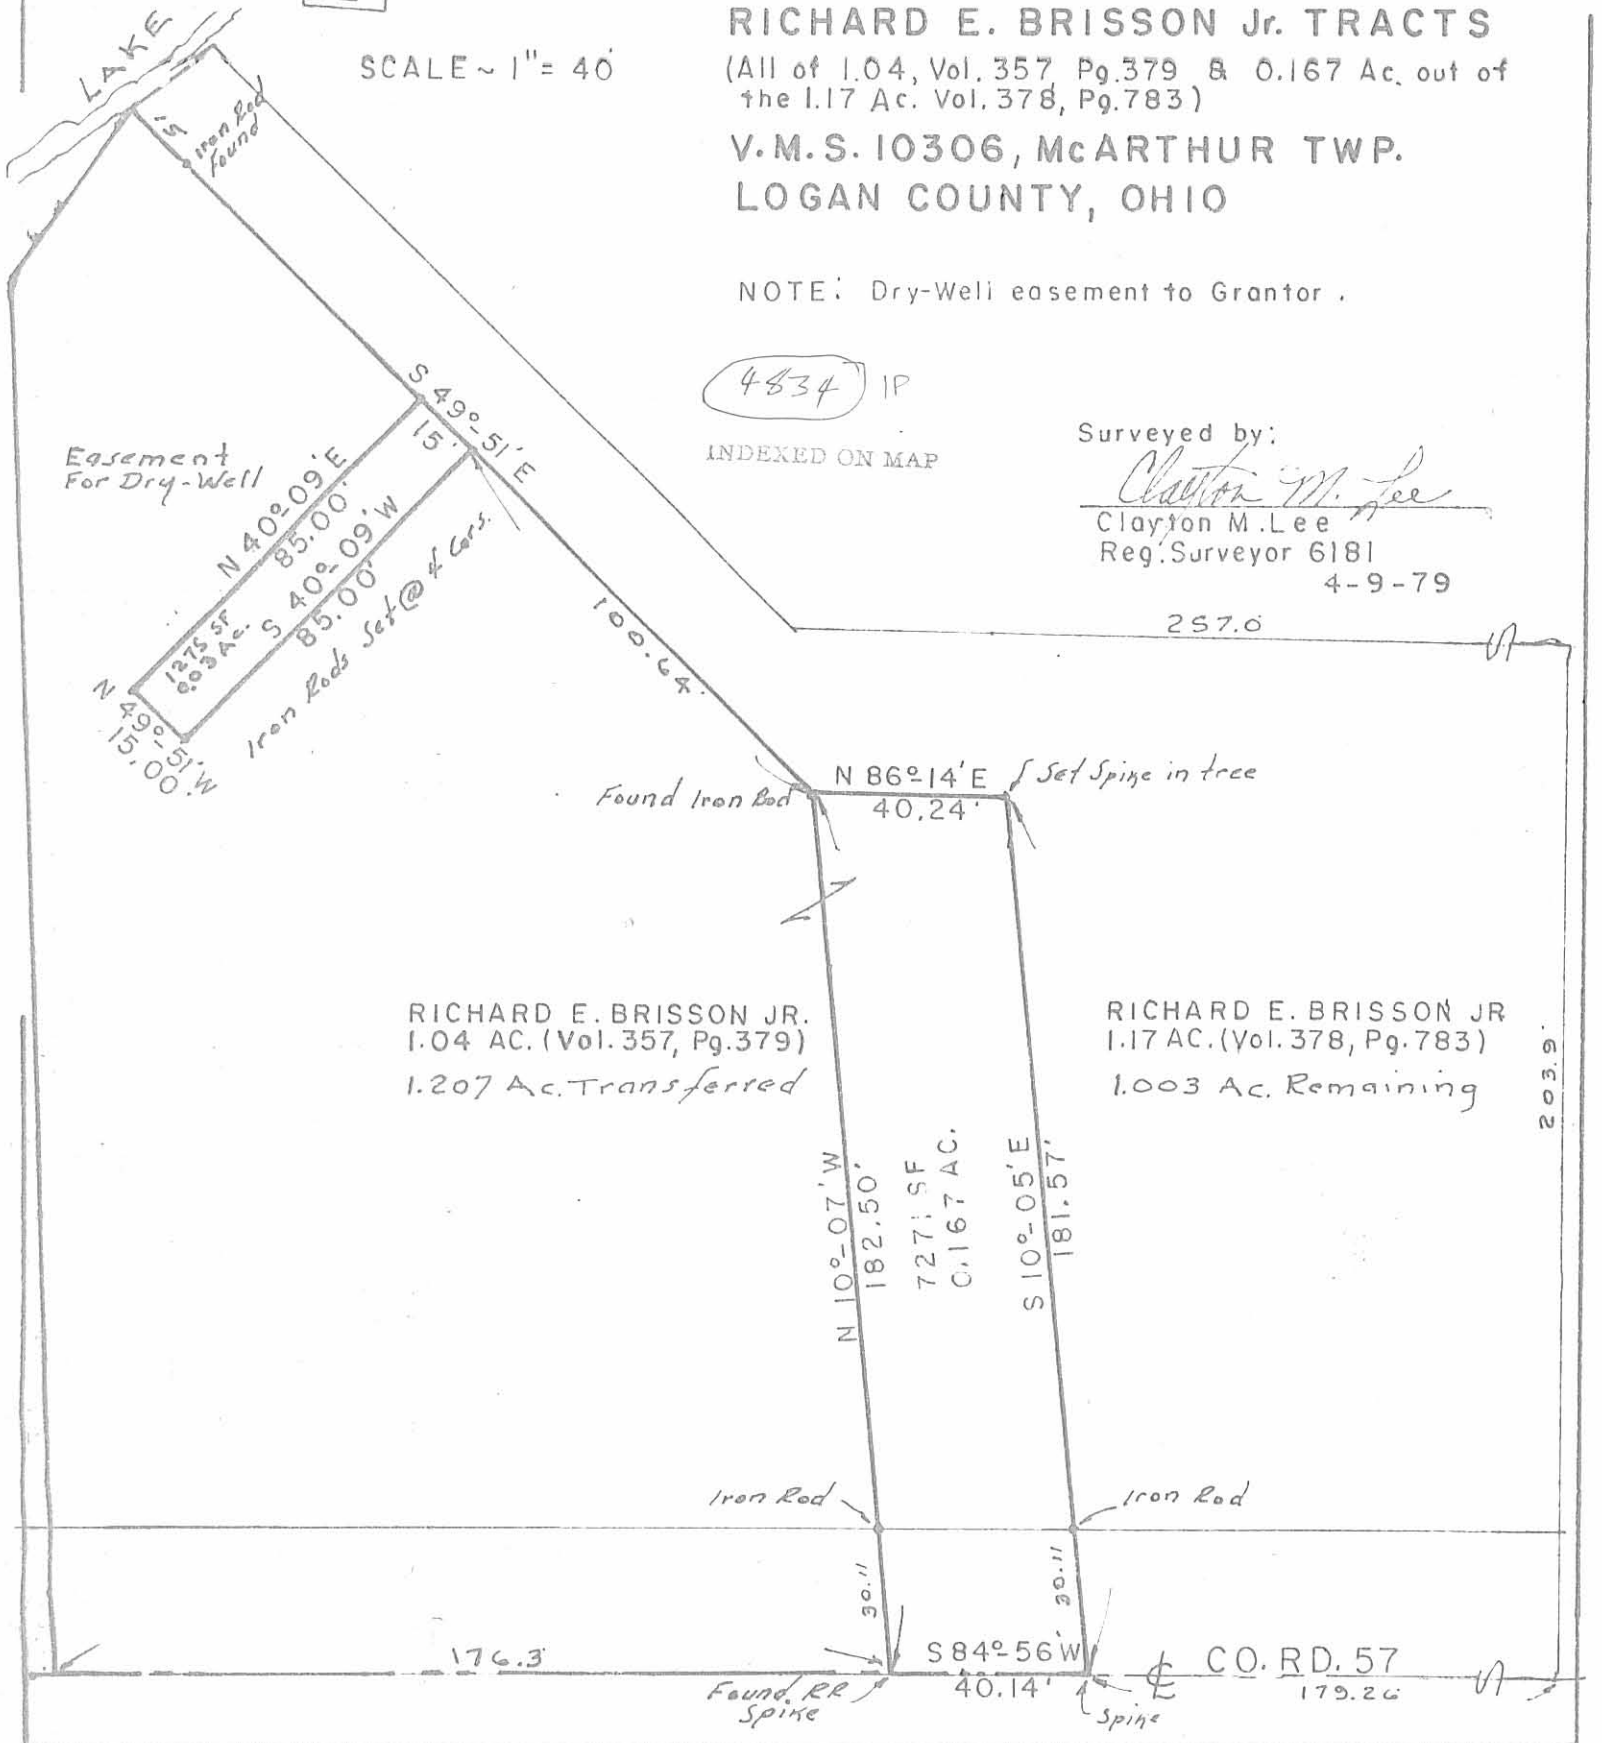 RICHARD E. BRISSON Jr. TRACTS
(All of 1.04, Vol. 357, Pg.379 & 0.167 Ac. out of
the 1.17 Ac. Vol. 378, Pg.783)
V.M.S. 10306, McARTHUR TWP.
LOGAN COUNTY, OHIO
SCALE ~ 1" = 40'
LAKE
15'
Iron Rod
Found
NOTE: Dry-Well easement to Grantor.
4834 IP
INDEXED ON MAP
Surveyed by:
Clayton M. Lee
Clayton M. Lee
Reg. Surveyor 6181
4-9-79
257.0
S 49°-51' E
15'
Easement
For Dry-Well
N 40°-09' E
85.00'
S 40°-09' W
85.00'
1275 SF
0.03 Ac.
N 49°-51' W
15.00'
Iron Rods Set @ 4 Cors.
100.64'
Found Iron Rod
N 86°-14' E
40.24'
Set Spike in tree
RICHARD E. BRISSON JR.
1.04 AC. (Vol. 357, Pg.379)
1.207 Ac. Transferred
RICHARD E. BRISSON JR
1.17 AC. (Vol. 378, Pg. 783)
1.003 Ac. Remaining
203.9'
N 10°-07' W
182.50'
7271 SF
0.167 AC.
S 10°-05' E
181.57'
Iron Rod
Iron Rod
30.11
30.11
176.3'
S 84°-56' W
40.14'
CO. RD. 57
179.26
Found RR
Spike
Spike